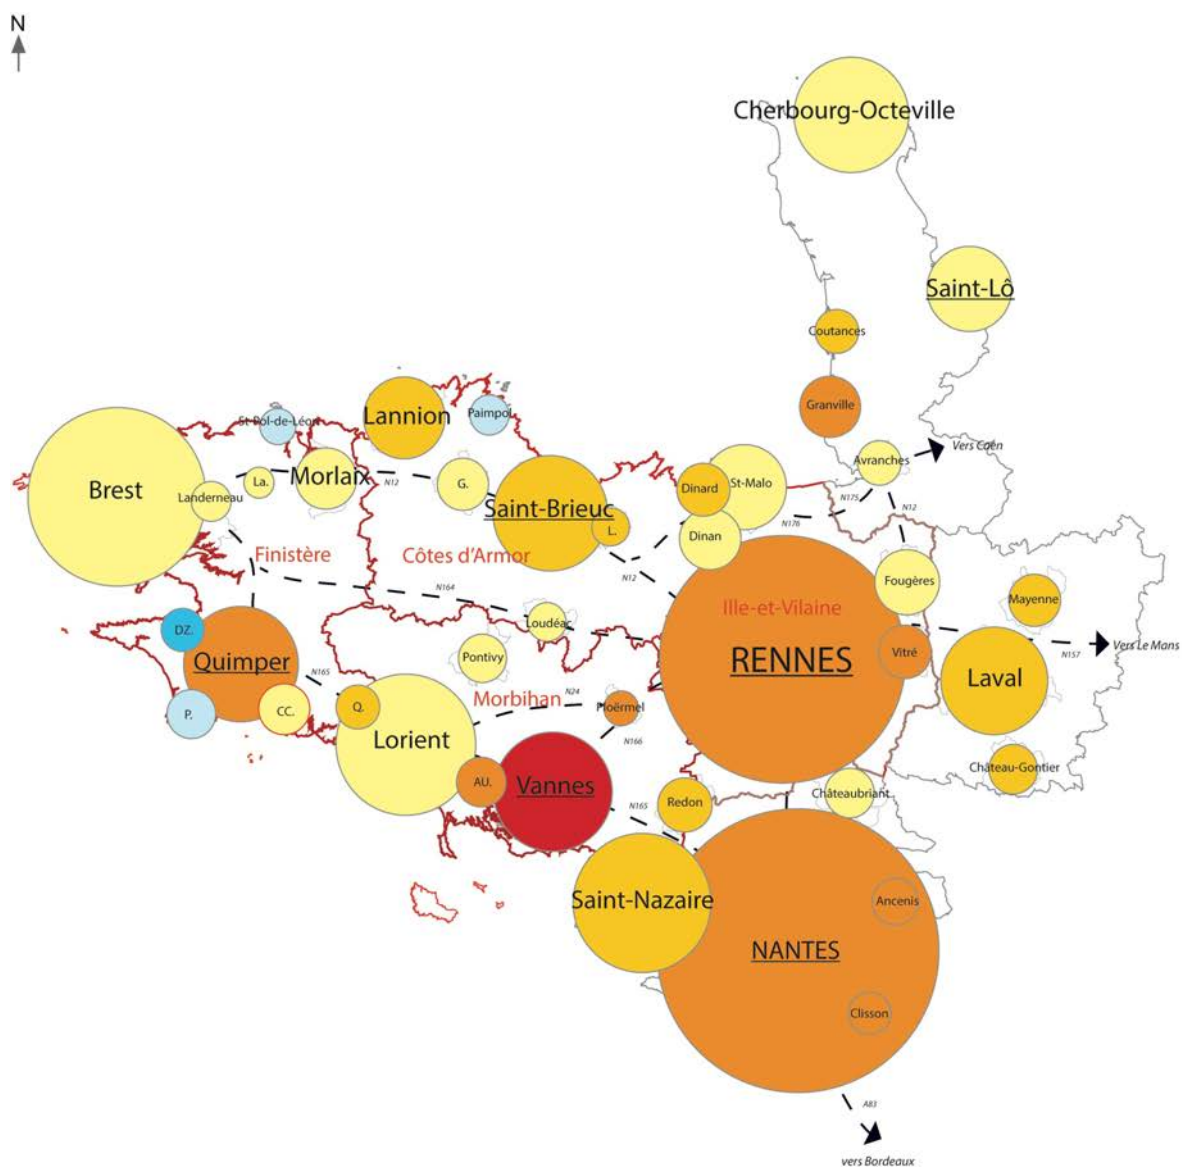 N
Cherbourg-Octeville
Saint-Lô
Coutances
Granville
Vers Caen
Avranches
Lannion
Paimpol
St-Pol-de-Léon
Morlaix
N12
G.
La.
Brest
Landerneau
Saint-Brieuc
L.
Dinard
St-Malo
N175
N176
N12
Dinan
Finistère
Côtes d'Armor
N12
N164
Fougères
Mayenne
Ille-et-Vilaine
Loudéac
DZ.
Quimper
Pontivy
RENNES
Vitré
N157
Vers Le Mans
Laval
N165
Morbihan
N24
P.
CC.
Q.
Ploërmel
Lorient
N166
Château-Gontier
AU.
Vannes
N165
Redon
Châteaubriant
Saint-Nazaire
Ancenis
NANTES
Clisson
A83
vers Bordeaux